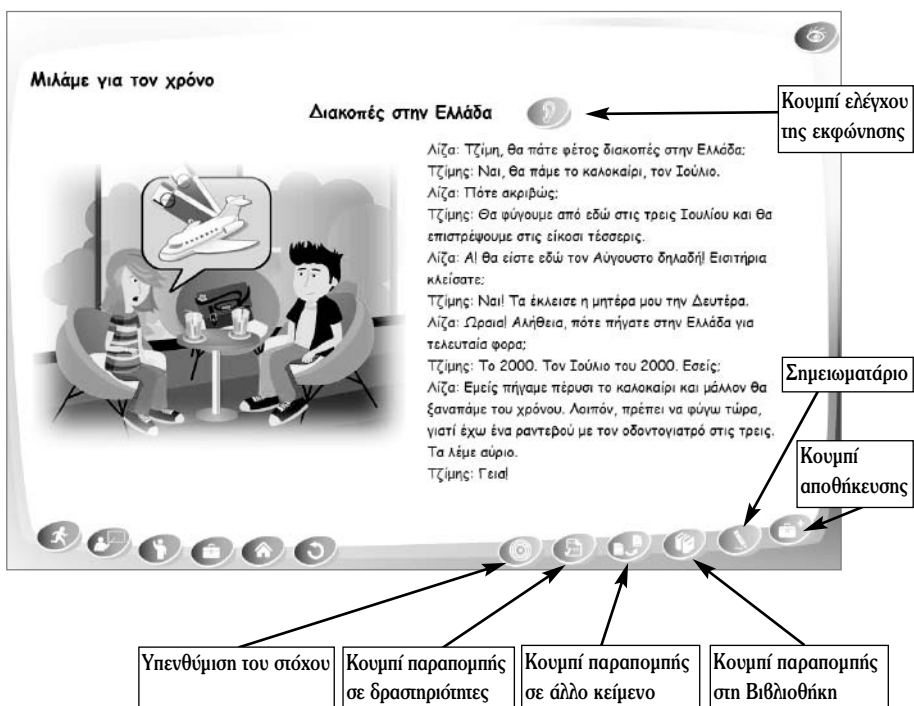 Μιλάμε για τον χρόνο
Διακοπές στην Ελλάδα
Κουμπί ελέγχου
της εκφώνησης
Λίζα: Τζίμη, θα πάτε φέτος διακοπές στην Ελλάδα;
Τζίμης: Ναι, θα πάμε το καλοκαίρι, τον Ιούλιο.
Λίζα: Πότε ακριβώς;
Τζίμης: Θα φύγουμε από εδώ στις τρεις Ιουλίου και θα
επιστρέψουμε στις είκοσι τέσσερις.
Λίζα: Α! θα είστε εδώ τον Αύγουστο δηλαδή! Εισιτήρια
κλείσατε;
Τζίμης: Ναι! Τα έκλεισε η μητέρα μου την Δευτέρα.
Λίζα: Ωραια! Αλήθεια, πότε πήγατε στην Ελλάδα για
τελευταία φορα;
Τζίμης: Το 2000. Τον Ιούλιο του 2000. Εσείς;
Λίζα: Εμείς πήγαμε πέρυσι το καλοκαίρι και μάλλον θα
ξαναπάμε του χρόνου. Λοιπόν, πρέπει να φύγω τώρα,
γιατί έχω ένα ραντεβού με τον οδοντογιατρό στις τρεις.
Τα λέμε αύριο.
Τζίμης: Γεια!
Σημειωματάριο
Κουμπί
αποθήκευσης
Υπενθύμιση του στόχου
Κουμπί παραπομπής
σε δραστηριότητες
Κουμπί παραπομπής
σε άλλο κείμενο
Κουμπί παραπομπής
στη Βιβλιοθήκη